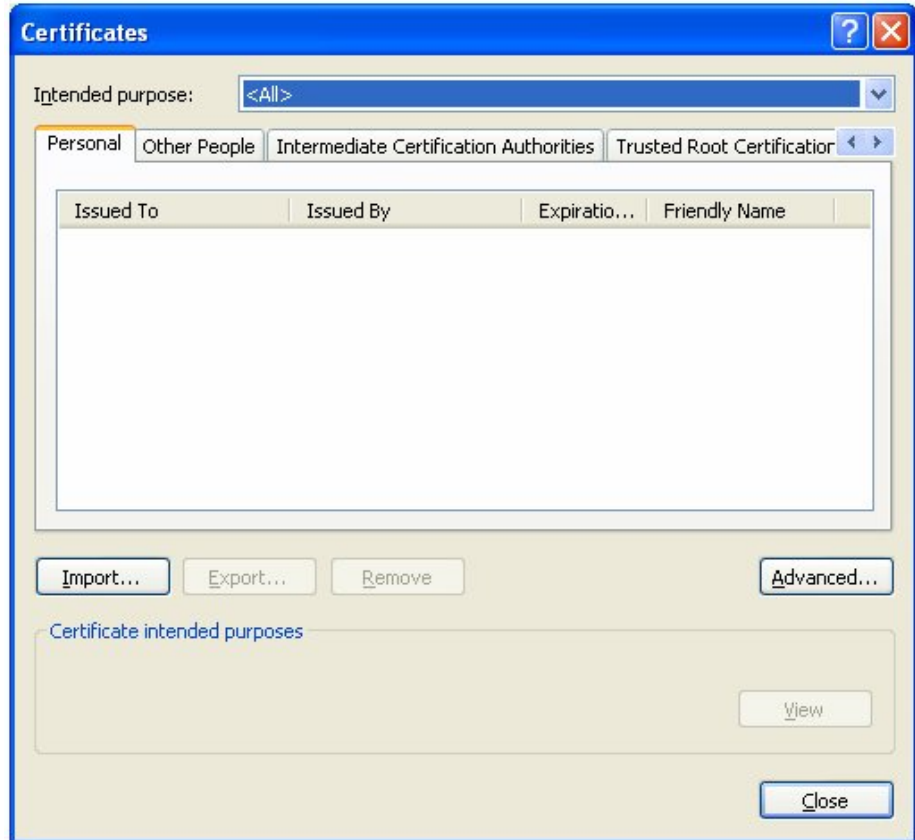 Certificates
Intended purpose: <All>
Personal Other People Intermediate Certification Authorities Trusted Root Certification
Issued To Issued By Expiratio... Friendly Name
Import... Export... Remove Advanced...
Certificate intended purposes
View
Close